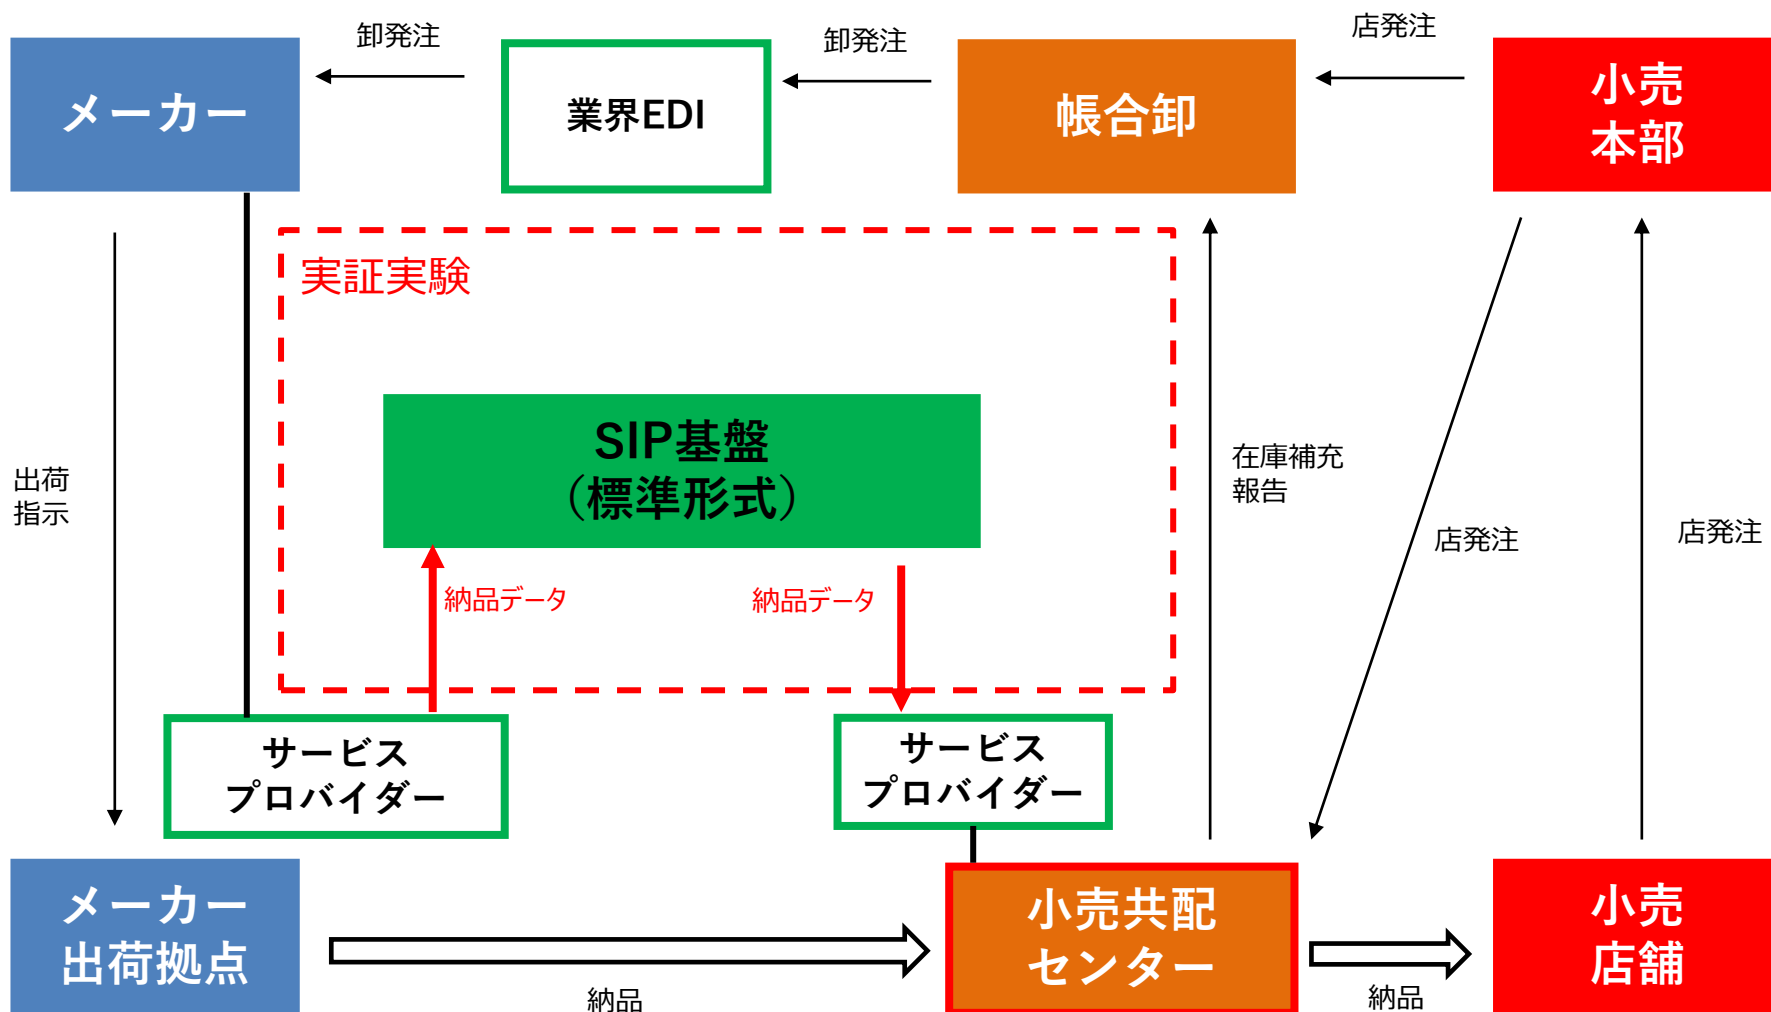 卸発注
卸発注
店発注
メーカー
業界EDI
帳合卸
小売
本部
実証実験
SIP基盤
（標準形式）
出荷
指示
在庫補充
報告
店発注
店発注
納品データ
納品データ
サービス
プロバイダー
サービス
プロバイダー
メーカー
出荷拠点
小売共配
センター
小売
店舗
納品
納品